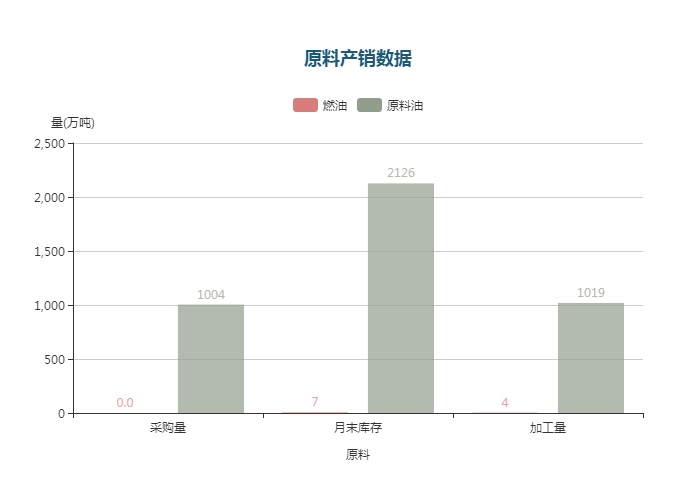 原料产销数据
燃油 原料油
量(万吨)
2,500
2,000
1,500
1,000
500
0
2126
1004
1019
0.0
7
4
采购量 月末库存 加工量
原料